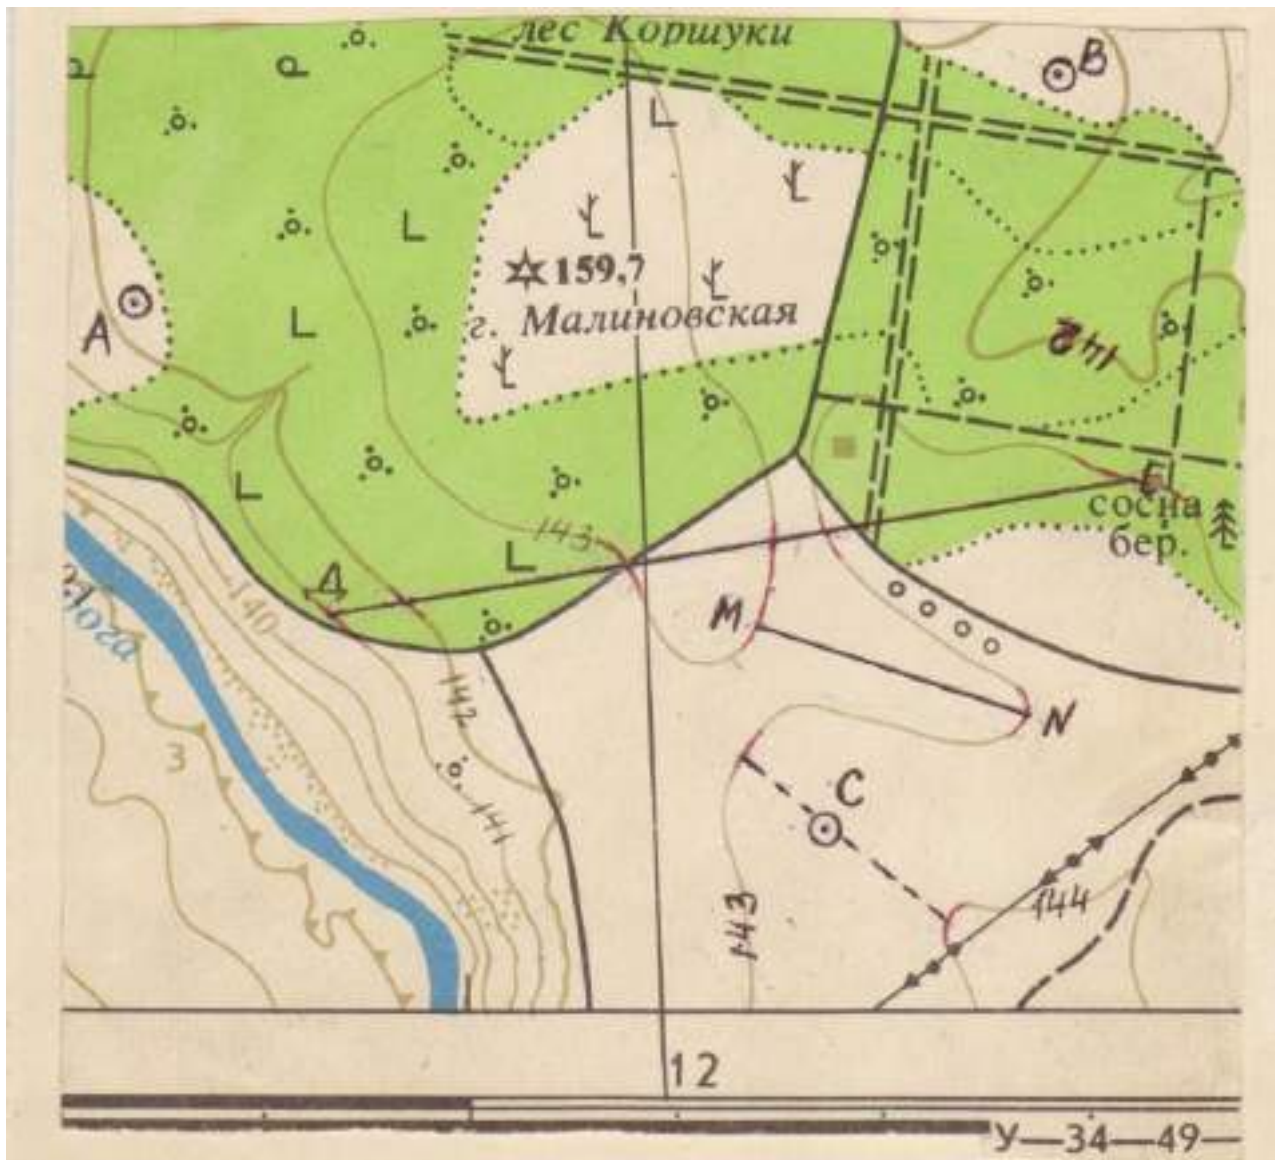 лес Коршуки
В
А
159,7
г. Малиновская
142
Е
сосна
бер.
143
Д
140
М
142
N
3
141
С
143
144
12
У—34—49—